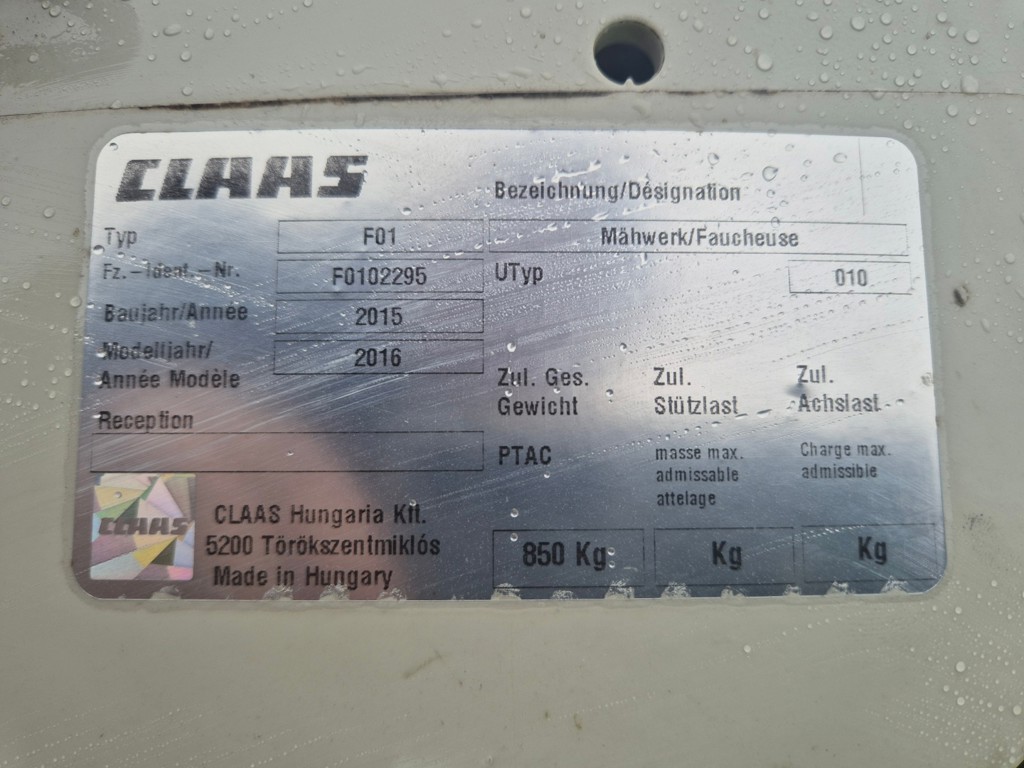 CLAAS
Bezeichnung/Désignation
Typ F01 Mähwerk/Faucheuse
Fz.-Ident.-Nr. F0102295 UTyp 010
Baujahr/Année 2015
Modelljahr/ 2016
Année Modèle
Reception
Zul. Ges. Zul. Zul.
Gewicht Stützlast Achslast
PTAC masse max. Charge max.
admissable admissible
attelage
850 Kg Kg Kg
CLAAS
CLAAS Hungaria Kft.
5200 Törökszentmiklós
Made in Hungary